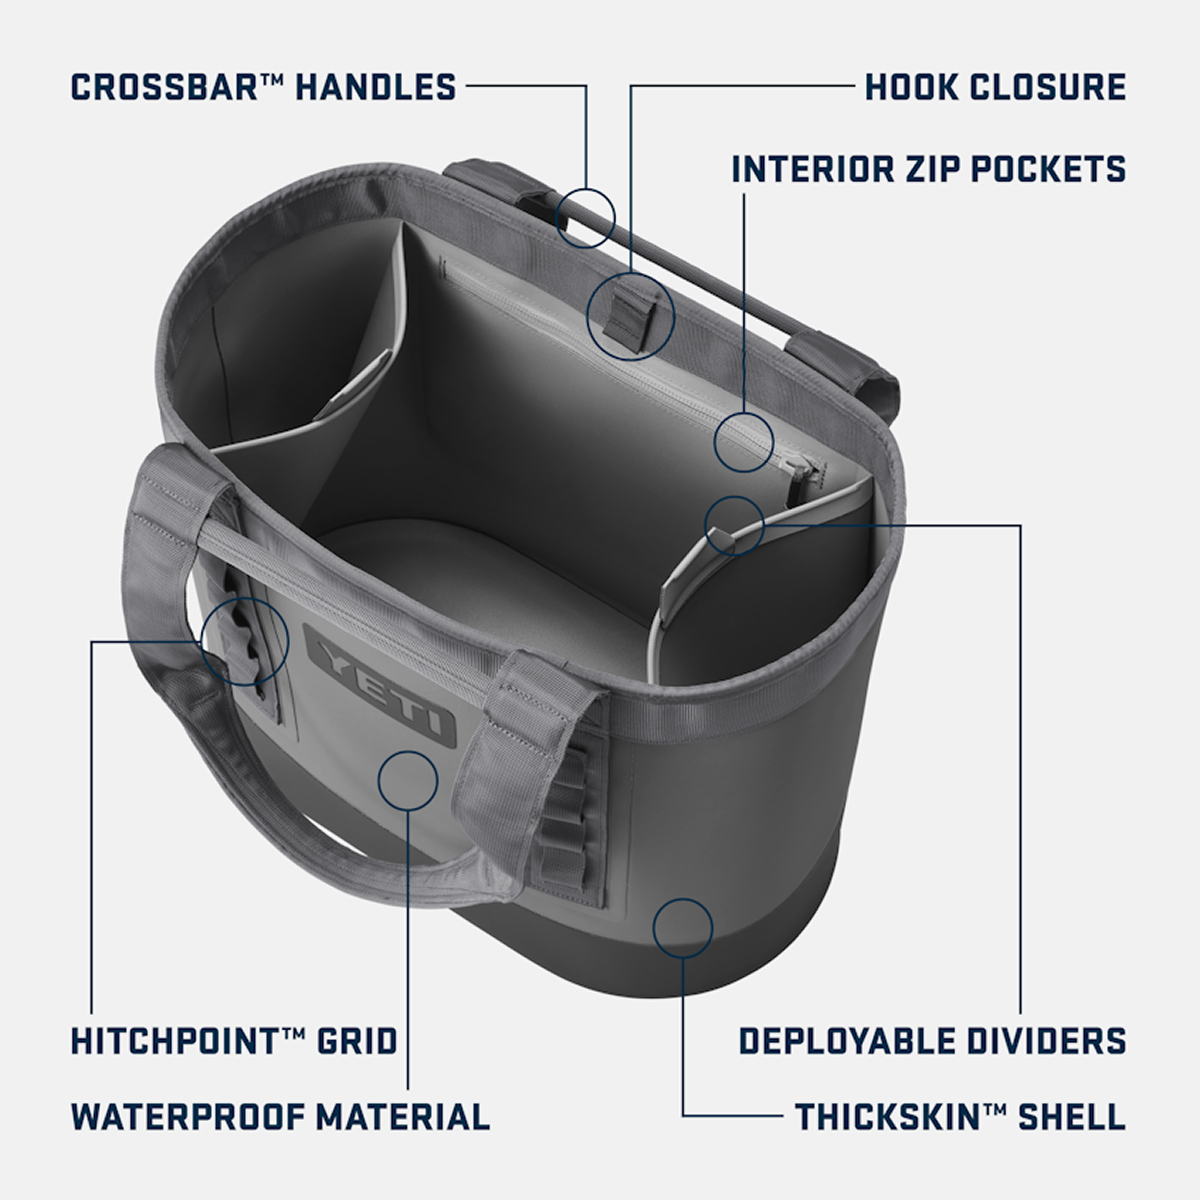 CROSSBAR™ HANDLES
HOOK CLOSURE
INTERIOR ZIP POCKETS
YETI
HITCHPOINT™ GRID
DEPLOYABLE DIVIDERS
WATERPROOF MATERIAL
THICKSKIN™ SHELL